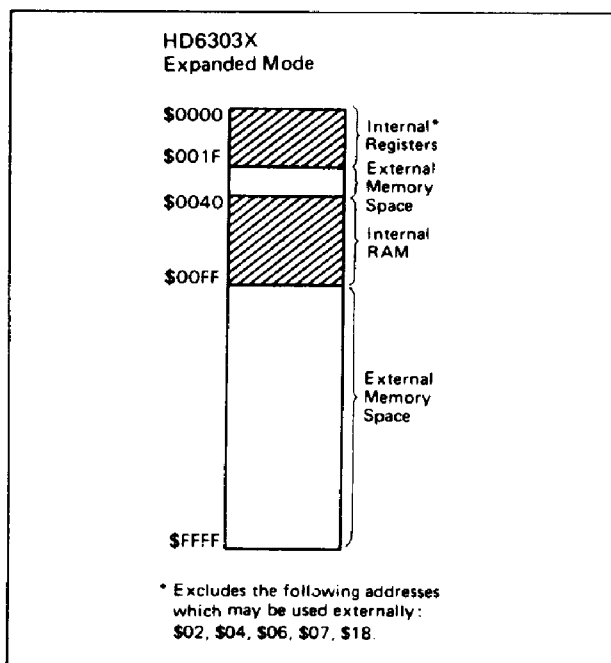 HD6303X
Expanded Mode
$0000
Internal*
Registers
$001F
External
Memory
Space
$0040
Internal
RAM
$00FF
External
Memory
Space
$FFFF
* Excludes the following addresses
which may be used externally:
$02, $04, $06, $07, $18.